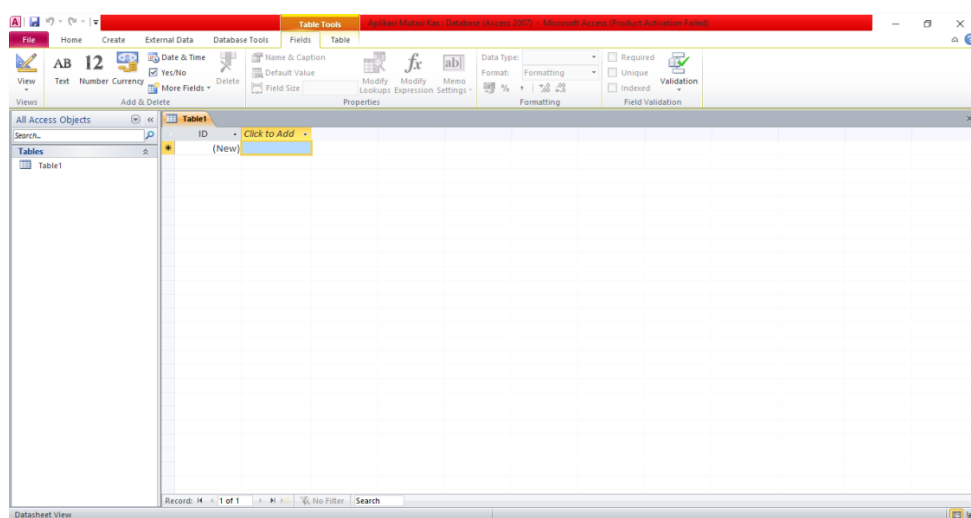 Table Tools
Aplikasi Mutasi Kas : Database (Access 2007) - Microsoft Access (Product Activation Failed)
File Home Create External Data Database Tools Fields Table
View
AB Text
12 Number
Currency
Date & Time
Yes/No
More Fields
Delete
Name & Caption
Default Value
Field Size
Modify Lookups
fx Modify Expression
ab Memo Settings
Data Type:
Format: Formatting
% , .0 .00 .00 .0
Required
Unique
Indexed
Validation
Views Add & Delete Properties Formatting Field Validation
All Access Objects
Search..
Tables
Table1
Table1
ID Click to Add
(New)
Record: 1 of 1 No Filter Search
Datasheet View